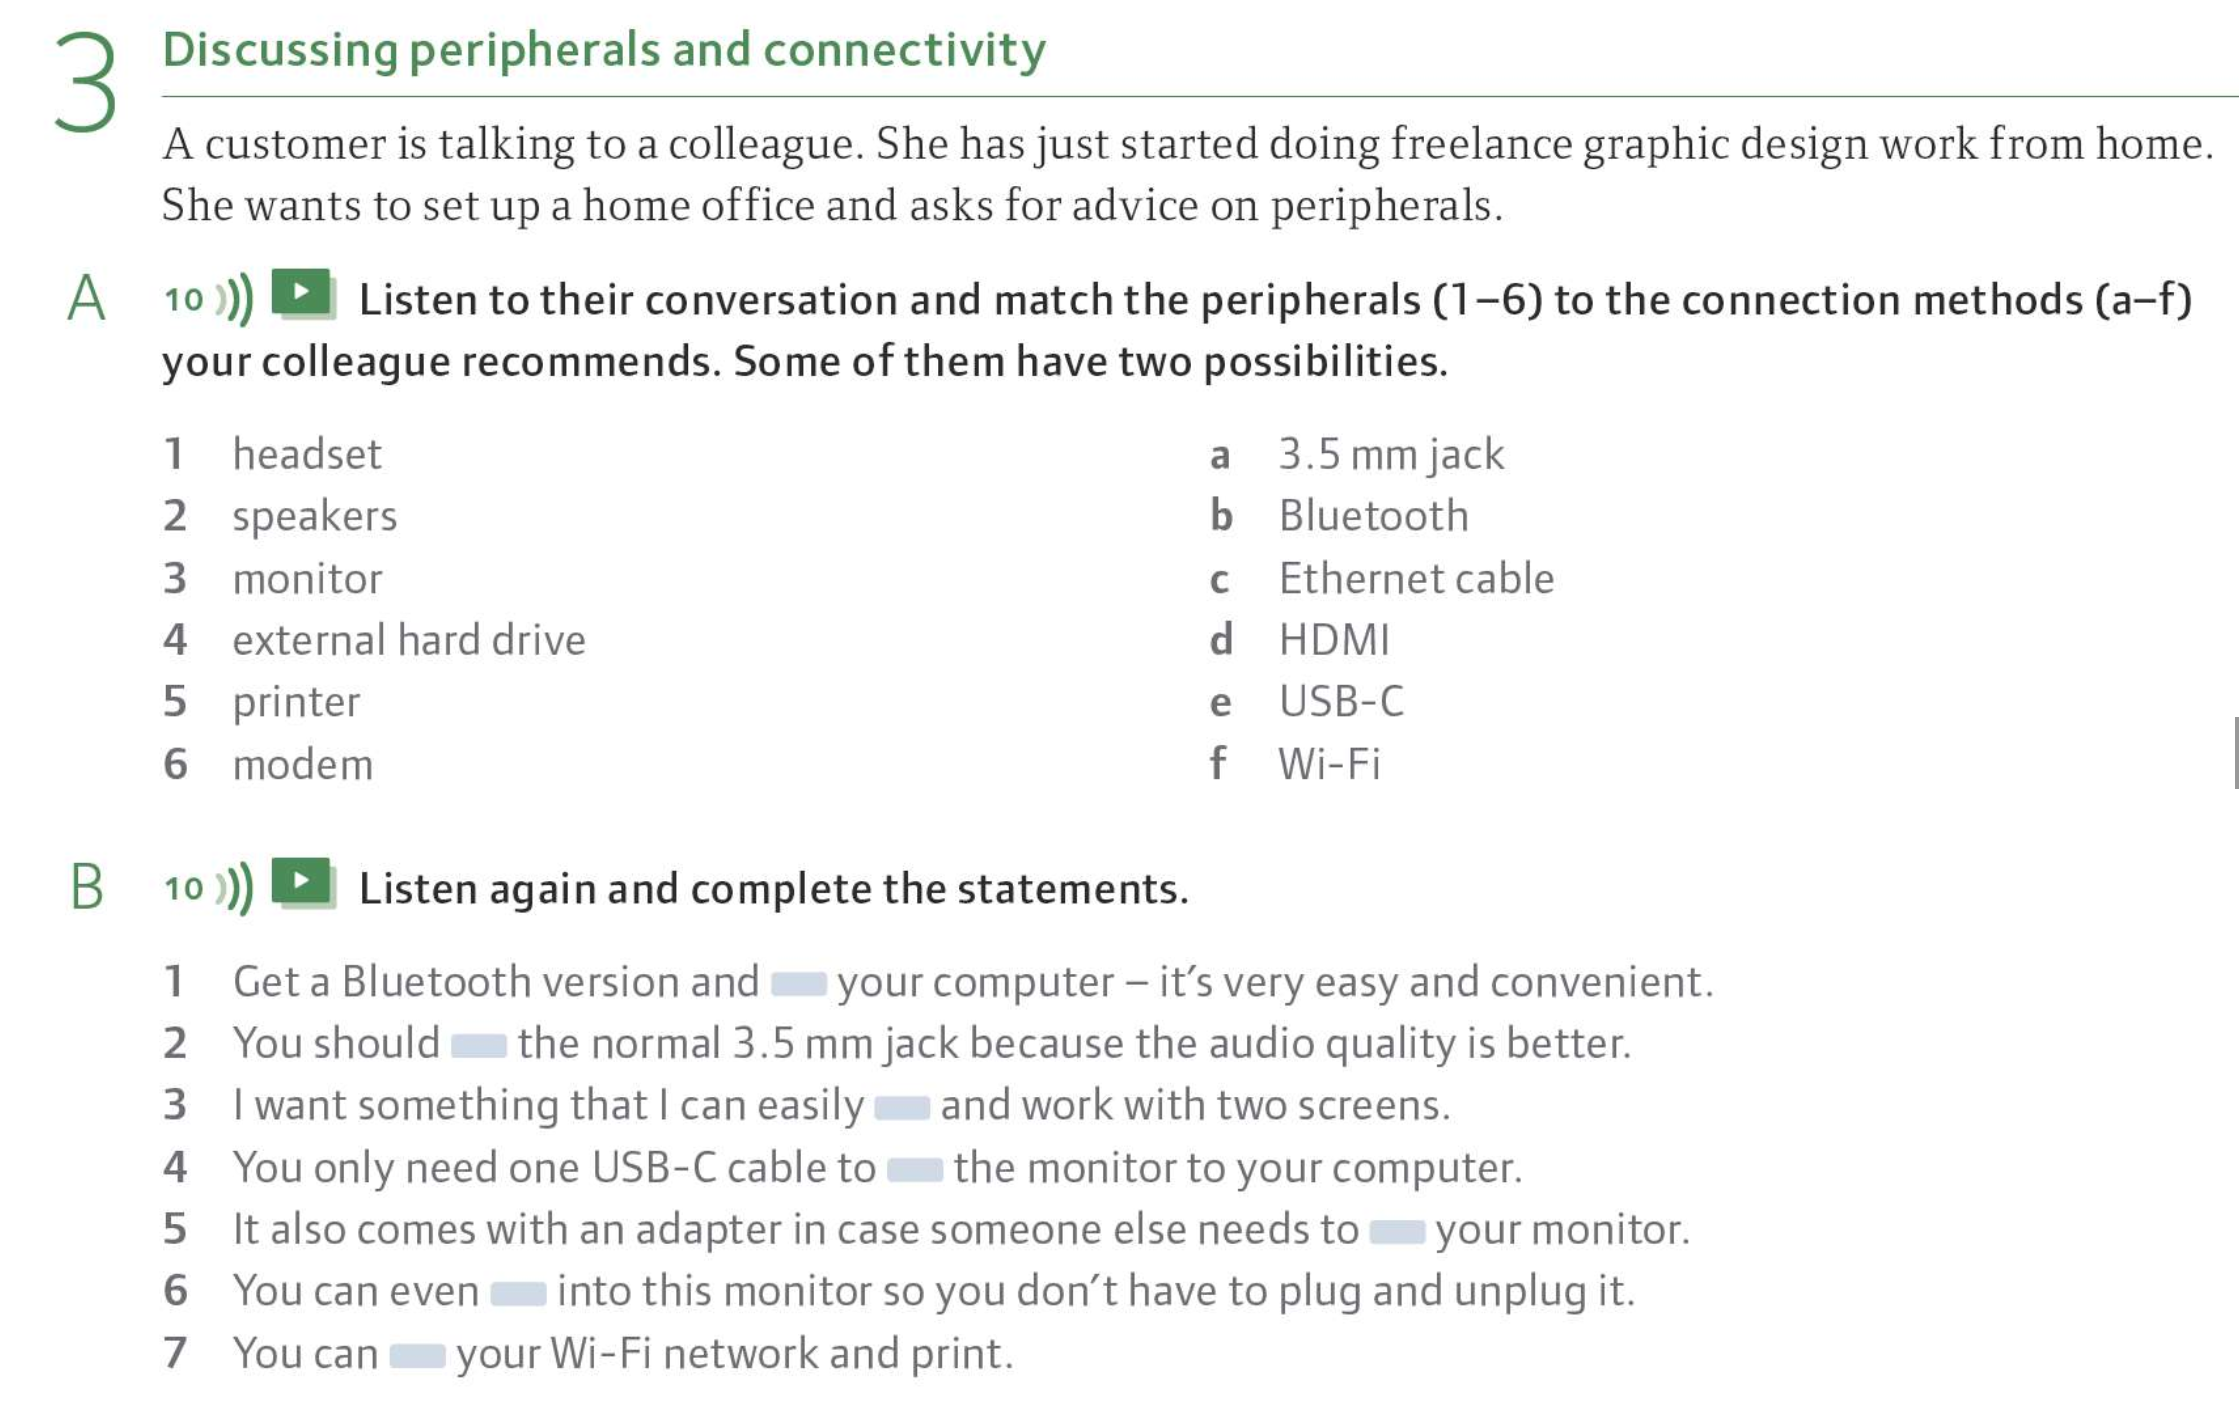 3 Discussing peripherals and connectivity
A customer is talking to a colleague. She has just started doing freelance graphic design work from home.
She wants to set up a home office and asks for advice on peripherals.
A 10 Listen to their conversation and match the peripherals (1–6) to the connection methods (a–f)
your colleague recommends. Some of them have two possibilities.
1 headset
2 speakers
3 monitor
4 external hard drive
5 printer
6 modem
a 3.5 mm jack
b Bluetooth
c Ethernet cable
d HDMI
e USB-C
f Wi-Fi
B 10 Listen again and complete the statements.
1 Get a Bluetooth version and your computer – it’s very easy and convenient.
2 You should the normal 3.5 mm jack because the audio quality is better.
3 I want something that I can easily and work with two screens.
4 You only need one USB-C cable to the monitor to your computer.
5 It also comes with an adapter in case someone else needs to your monitor.
6 You can even into this monitor so you don’t have to plug and unplug it.
7 You can your Wi-Fi network and print.